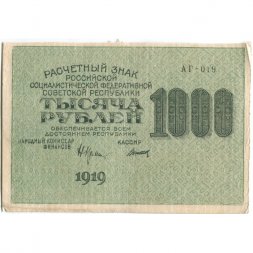 РАСЧЕТНЫЙ ЗНАК
РОССИЙСКОЙ
СОЦИАЛИСТИЧЕСКОЙ ФЕДЕРАТИВНОЙ
СОВЕТСКОЙ РЕСПУБЛИКИ
АГ-018
ТЫСЯЧА
РУБЛЕЙ
1000
ОБЕСПЕЧИВАЕТСЯ ВСЕМ
ДОСТОЯНИЕМ РЕСПУБЛИКИ
НАРОДНЫЙ КОМИССАР
ФИНАНСОВ
КАССИР
1919